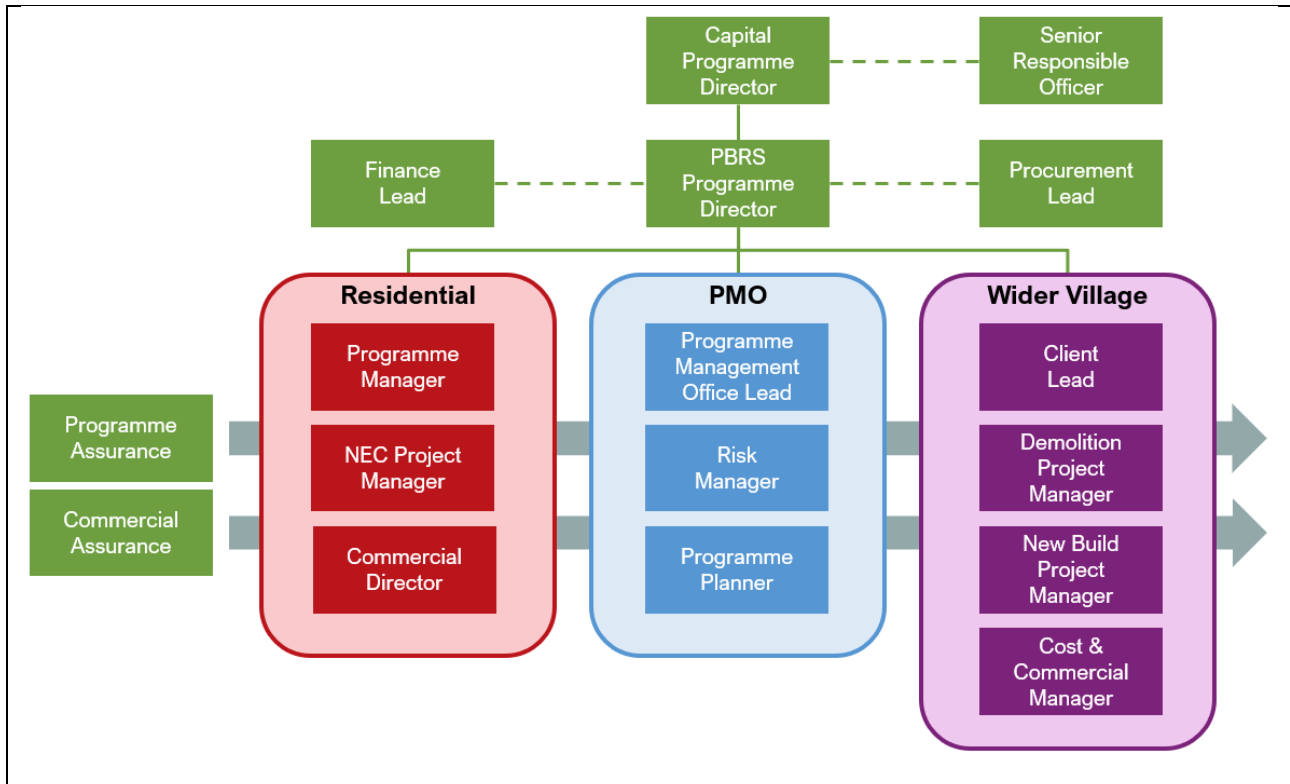 Capital
Programme
Director
Senior
Responsible
Officer
Finance
Lead
PBRS
Programme
Director
Procurement
Lead
Residential
PMO
Wider Village
Programme
Manager
Programme
Management
Office Lead
Client
Lead
Programme
Assurance
NEC Project
Manager
Risk
Manager
Demolition
Project
Manager
Commercial
Assurance
Commercial
Director
Programme
Planner
New Build
Project
Manager
Cost &
Commercial
Manager